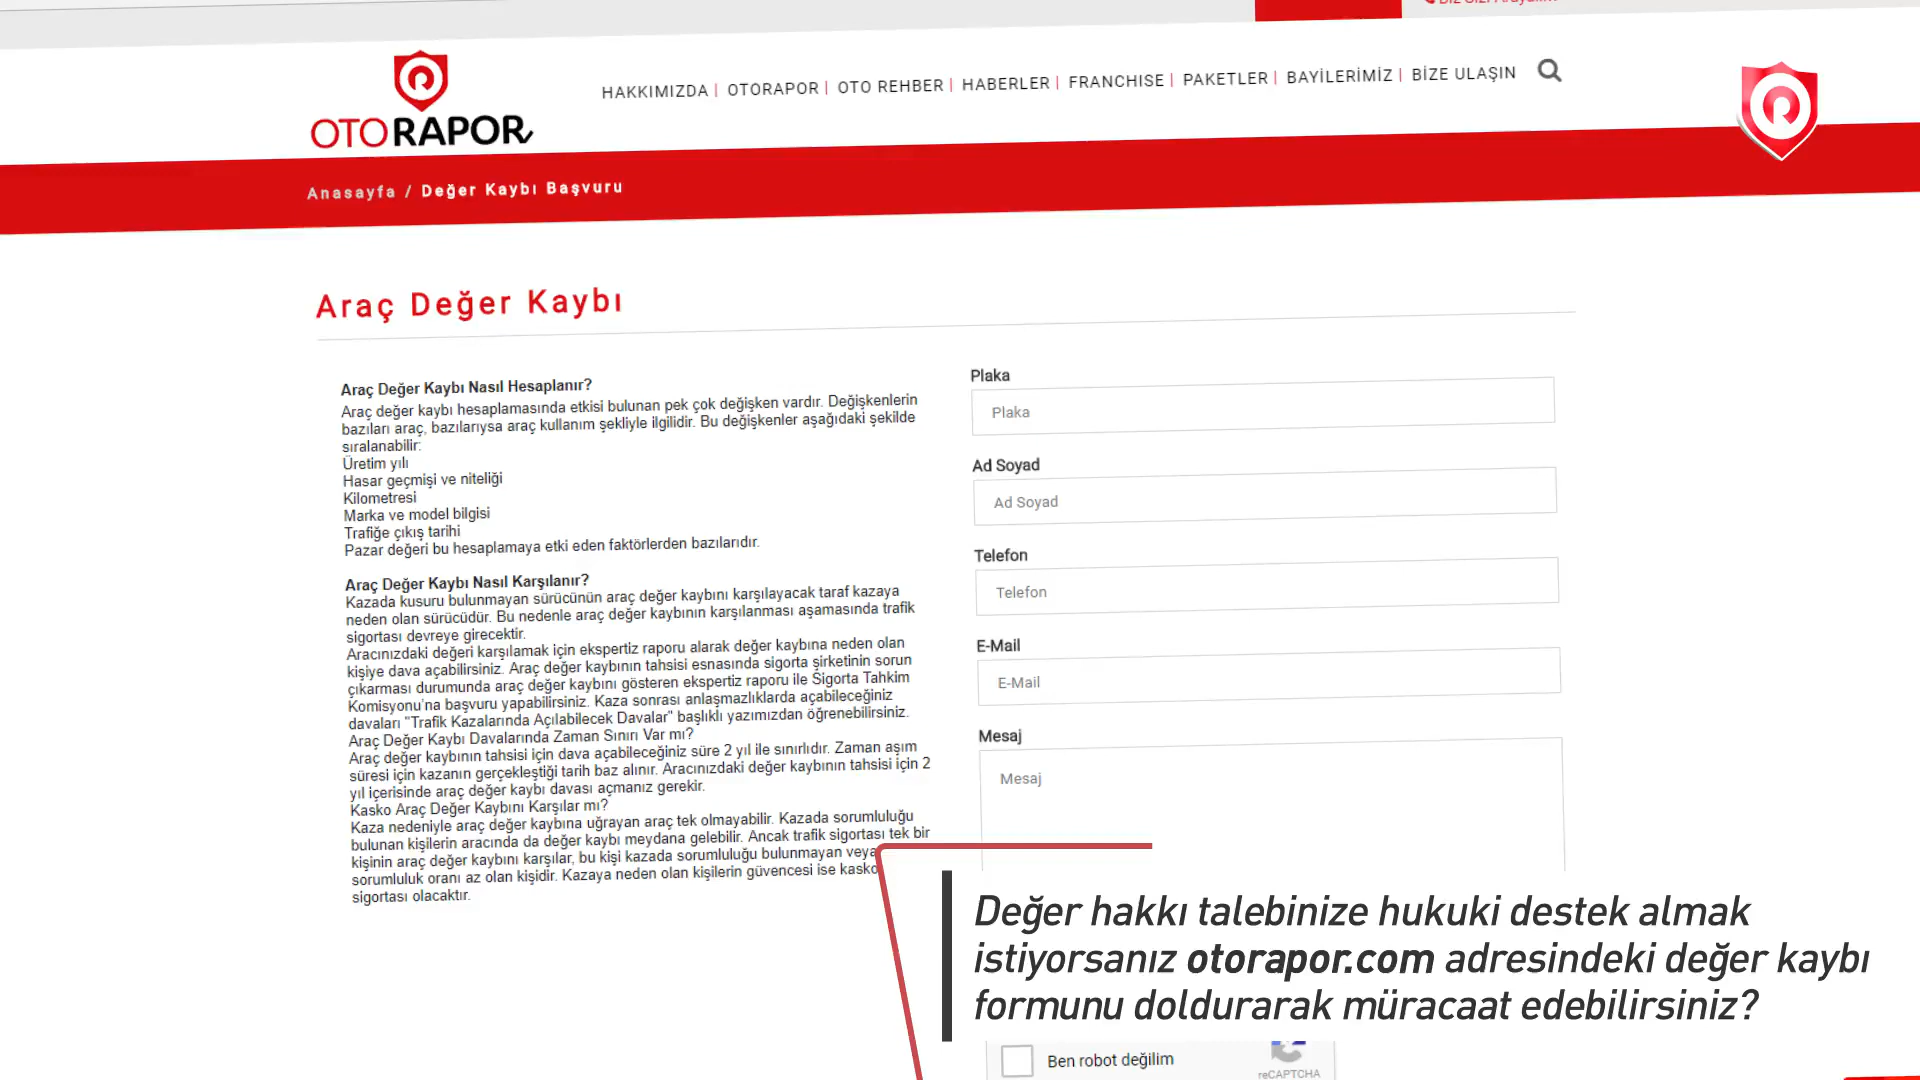 HAKKIMIZDA | OTORAPOR | OTO REHBER | HABERLER | FRANCHISE | PAKETLER | BAYİLERİMİZ | BİZE ULAŞIN
OTORAPOR
Anasayfa / Değer Kaybı Başvuru
Araç Değer Kaybı
Araç Değer Kaybı Nasıl Hesaplanır?
Araç değer kaybı hesaplamasında etkisi bulunan pek çok değişken vardır. Değişkenlerin
bazıları araç, bazılarıysa araç kullanım şekliyle ilgilidir. Bu değişkenler aşağıdaki şekilde
sıralanabilir:
Üretim yılı
Hasar geçmişi ve niteliği
Kilometresi
Marka ve model bilgisi
Trafiğe çıkış tarihi
Pazar değeri bu hesaplamaya etki eden faktörlerden bazılarıdır.
Araç Değer Kaybı Nasıl Karşılanır?
Kazada kusuru bulunmayan sürücünün araç değer kaybını karşılayacak taraf kazaya
neden olan sürücüdür. Bu nedenle araç değer kaybının karşılanması aşamasında trafik
sigortası devreye girecektir.
Aracınızdaki değeri karşılamak için ekspertiz raporu alarak değer kaybına neden olan
kişiye dava açabilirsiniz. Araç değer kaybının tahsisi esnasında sigorta şirketinin sorun
çıkarması durumunda araç değer kaybını gösteren ekspertiz raporu ile Sigorta Tahkim
Komisyonu'na başvuru yapabilirsiniz. Kaza sonrası anlaşmazlıklarda açabileceğiniz
davaları "Trafik Kazalarında Açılabilecek Davalar" başlıklı yazımızdan öğrenebilirsiniz.
Araç Değer Kaybı Davalarında Zaman Sınırı Var mı?
Araç değer kaybının tahsisi için dava açabileceğiniz süre 2 yıl ile sınırlıdır. Zaman aşım
süresi için kazanın gerçekleştiği tarih baz alınır. Aracınızdaki değer kaybının tahsisi için 2
yıl içerisinde araç değer kaybı davası açmanız gerekir.
Kasko Araç Değer Kaybını Karşılar mı?
Kaza nedeniyle araç değer kaybına uğrayan araç tek olmayabilir. Kazada sorumluluğu
bulunan kişilerin aracında da değer kaybı meydana gelebilir. Ancak trafik sigortası tek bir
kişinin araç değer kaybını karşılar, bu kişi kazada sorumluluğu bulunmayan veya
sorumluluk oranı az olan kişidir. Kazaya neden olan kişilerin güvencesi ise kasko
sigortası olacaktır.
Plaka
Plaka
Ad Soyad
Ad Soyad
Telefon
Telefon
E-Mail
E-Mail
Mesaj
Mesaj
Değer hakkı talebinize hukuki destek almak
istiyorsanız otorapor.com adresindeki değer kaybı
formunu doldurarak müracaat edebilirsiniz?
Ben robot değilim
reCAPTCHA